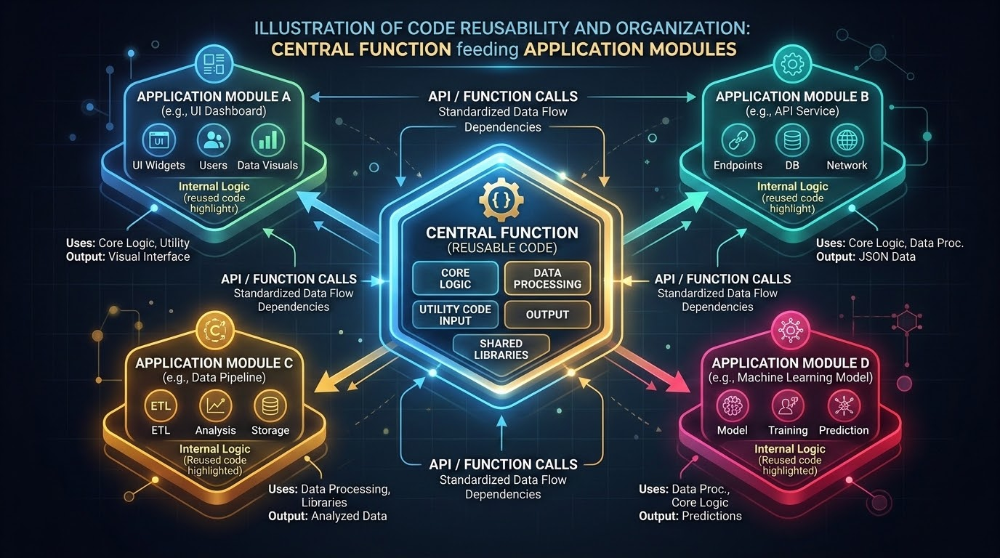 ILLUSTRATION OF CODE REUSABILITY AND ORGANIZATION:
CENTRAL FUNCTION feeding APPLICATION MODULES
APPLICATION MODULE A
(e.g., UI Dashboard)
UI
UI Widgets
Users
Data Visuals
Internal Logic
(reused code
Uses: Core Logic, Utility
Output: Visual Interface
API / FUNCTION CALLS
Standardized Data Flow
Dependencies
APPLICATION MODULE B
(e.g., API Service)
Endpoints
DB
Network
Internal Logic
(reused code
highlight)
Uses: Core Logic, Data Proc.
Output: JSON Data
{ }
CENTRAL FUNCTION
(REUSABLE CODE)
CORE
LOGIC
DATA
PROCESSING
UTILITY CODE
INPUT
OUTPUT
SHARED
LIBRARIES
API / FUNCTION CALLS
Standardized Data Flow
Dependencies
API / FUNCTION CALLS
Standardized Data Flow
Dependencies
C
APPLICATION MODULE C
(e.g., Data Pipeline)
ETL
ETL
Analysis
Storage
Internal Logic
(Reused code
highlighted)
Uses: Data Processing,
Libraries
Output: Analyzed Data
API / FUNCTION CALLS
Standardized Data Flow
Dependencies
APPLICATION MODULE D
(e.g., Machine Learning Model)
Model
Training
Prediction
Internal Logic
(Reused code
highlighted)
Uses: Data Proc.,
Core Logic
Output: Predictions